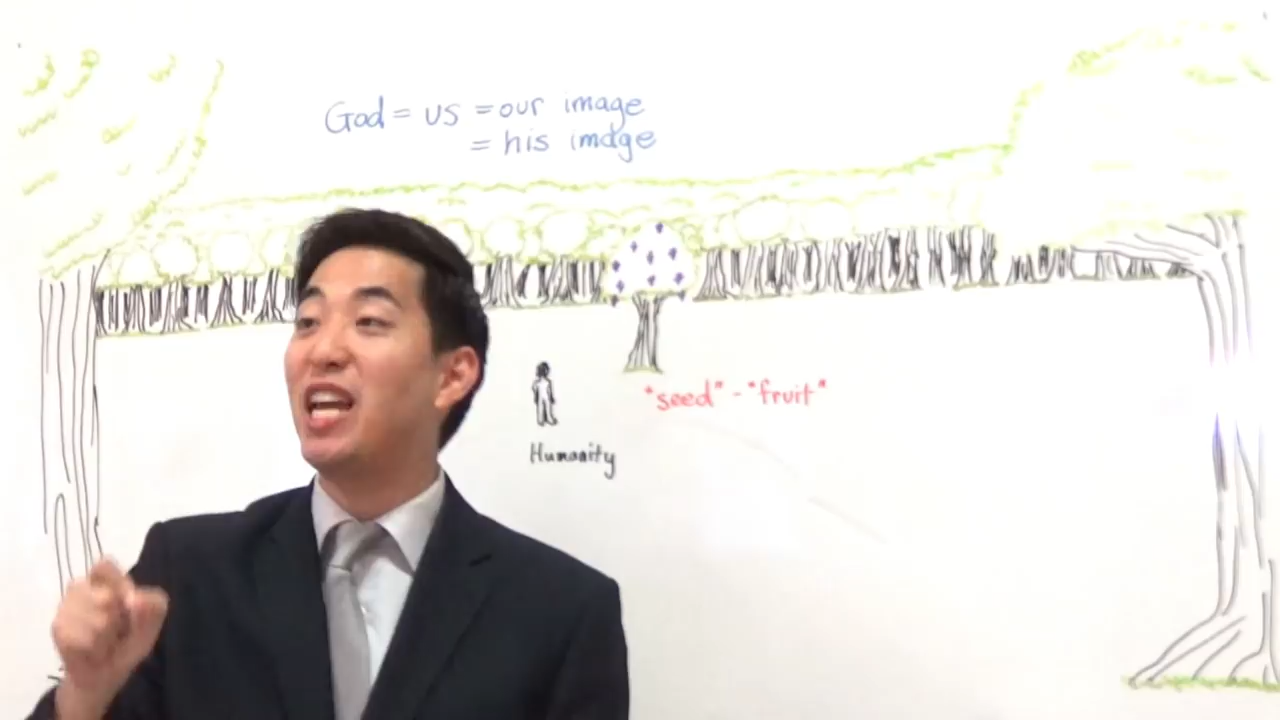 God = us = our image
= his image
"seed" - "fruit"
Humanity